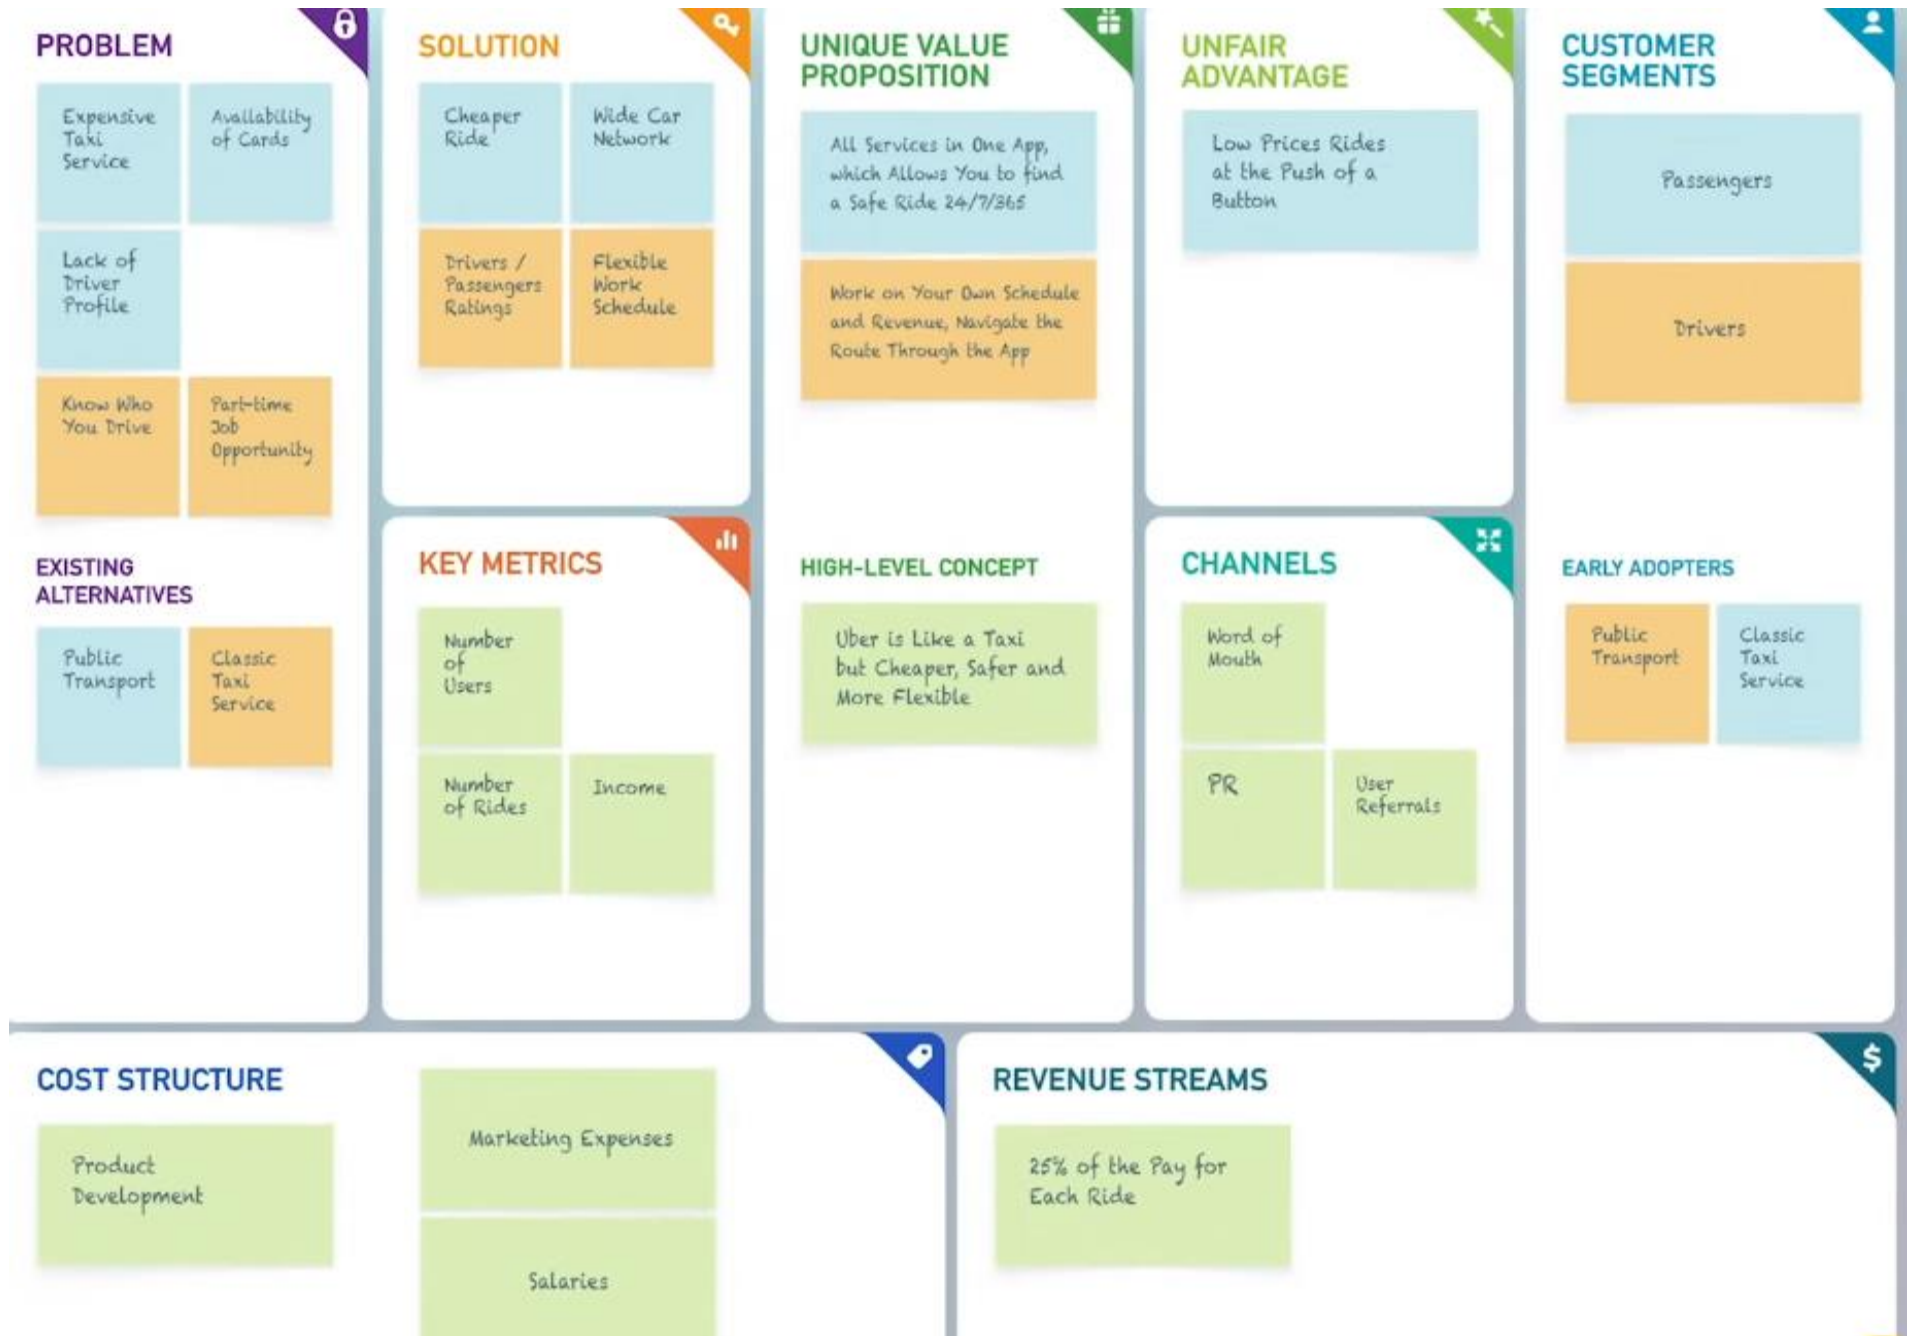 PROBLEM
Expensive
Taxi
Service
Availability
of Cards
Lack of
Driver
Profile
Know Who
You Drive
Part-time
Job
Opportunity
EXISTING
ALTERNATIVES
Public
Transport
Classic
Taxi
Service
SOLUTION
Cheaper
Ride
Wide Car
Network
Drivers /
Passengers
Ratings
Flexible
Work
Schedule
KEY METRICS
Number
of
Users
Number
of Rides
Income
UNIQUE VALUE
PROPOSITION
All Services in One App,
which Allows You to find
a Safe Ride 24/7/365
Work on Your Own Schedule
and Revenue, Navigate the
Route Through the App
HIGH-LEVEL CONCEPT
Uber is Like a Taxi
but Cheaper, Safer and
More Flexible
UNFAIR
ADVANTAGE
Low Prices Rides
at the Push of a
Button
CHANNELS
Word of
Mouth
PR
User
Referrals
CUSTOMER
SEGMENTS
Passengers
Drivers
EARLY ADOPTERS
Public
Transport
Classic
Taxi
Service
COST STRUCTURE
Product
Development
Marketing Expenses
Salaries
REVENUE STREAMS
$
25% of the Pay for
Each Ride